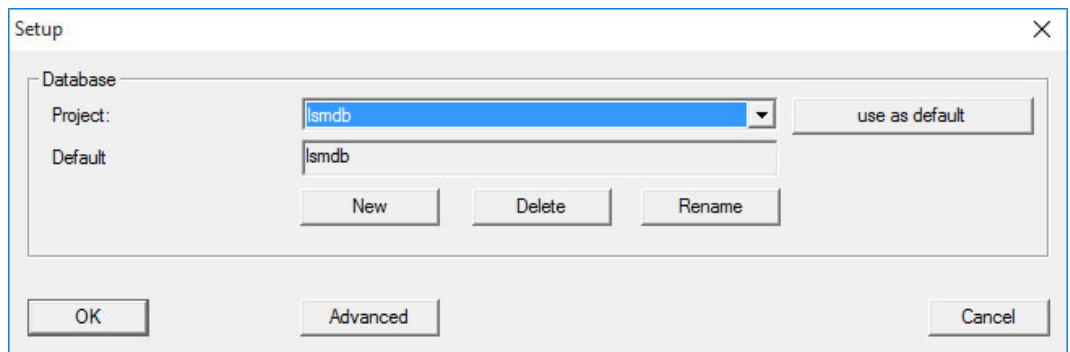 Setup
Database
Project: lsmdb use as default
Default lsmdb
New Delete Rename
OK Advanced Cancel